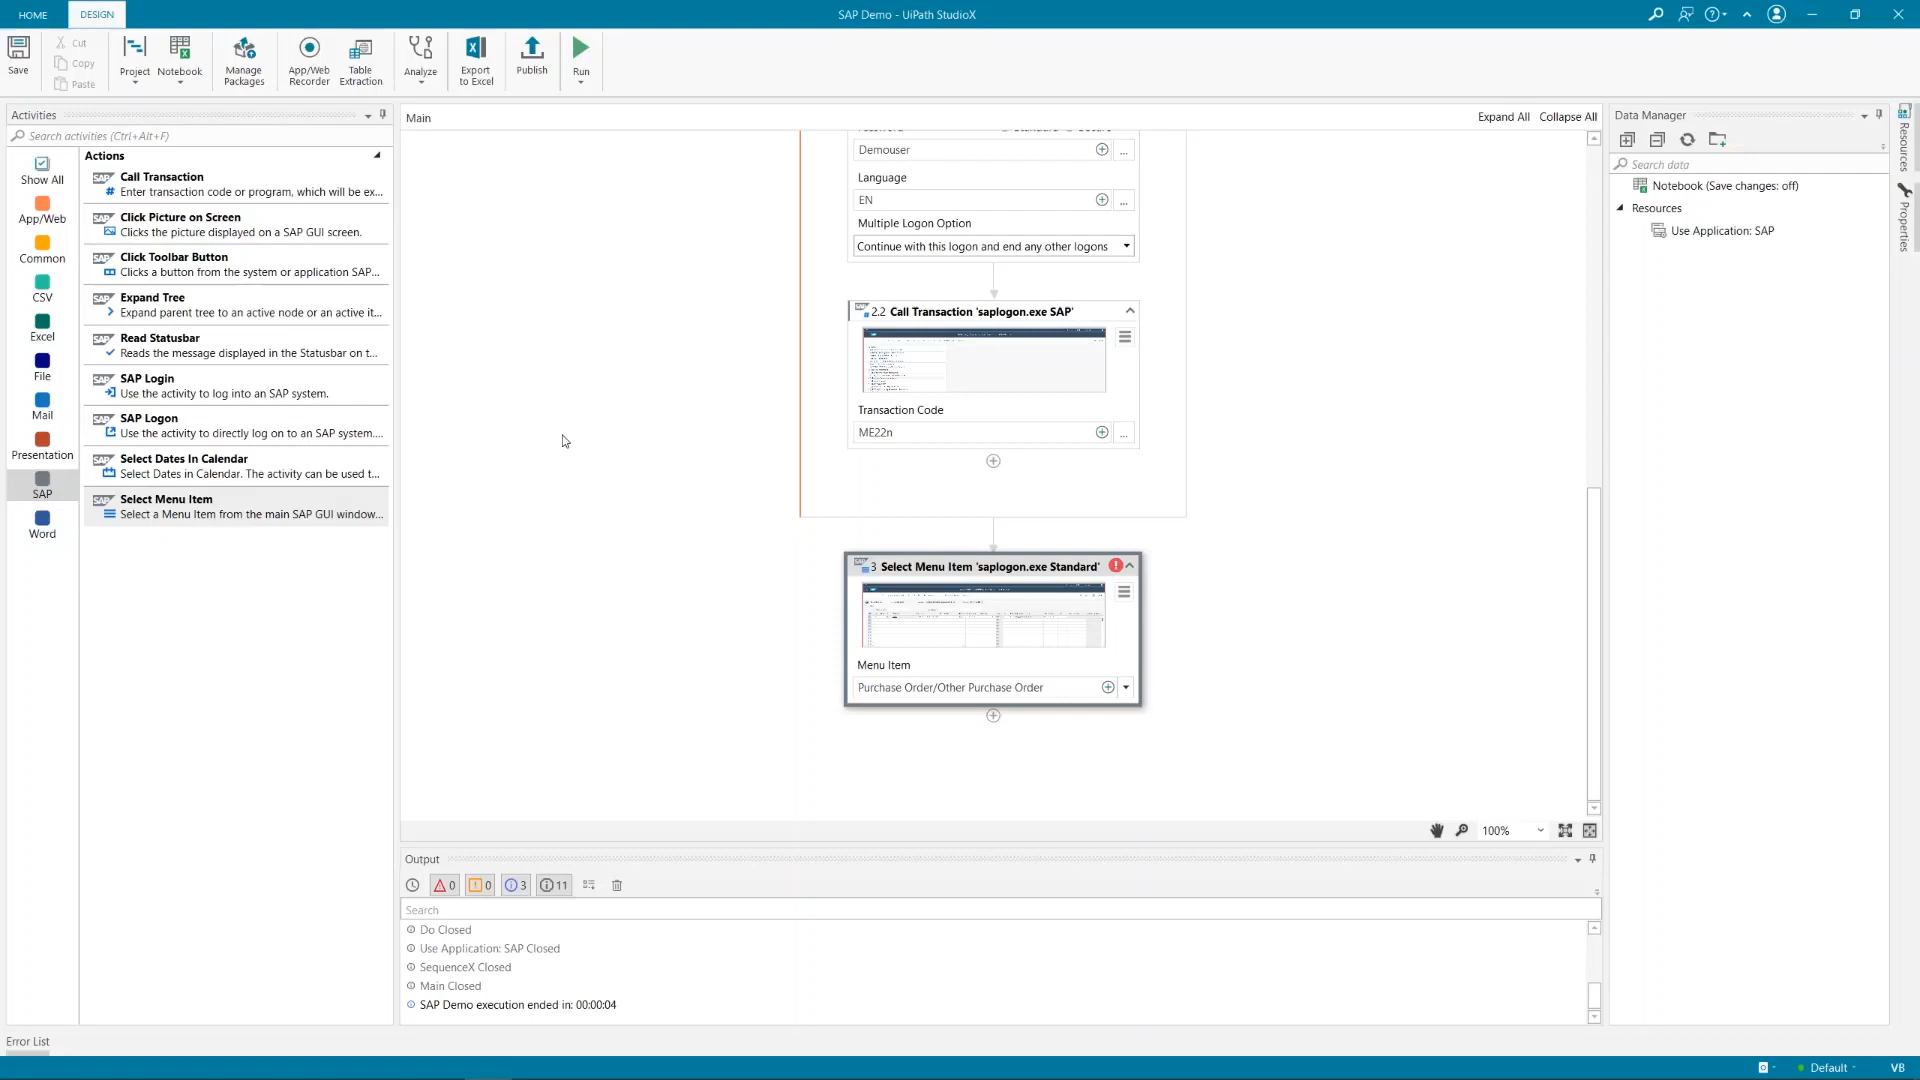 HOME
DESIGN
SAP Demo - UiPath StudioX
Save
Cut
Copy
Paste
Project
Notebook
Manage Packages
App/Web Recorder
Table Extraction
Analyze
Export to Excel
Publish
Run
Activities
Search activities (Ctrl+Alt+F)
Show All
App/Web
Common
CSV
Excel
File
Mail
Presentation
SAP
Word
Actions
Call Transaction
Enter transaction code or program, which will be ex...
Click Picture on Screen
Clicks the picture displayed on a SAP GUI screen.
Click Toolbar Button
Clicks a button from the system or application SAP...
Expand Tree
Expand parent tree to an active node or an active it...
Read Statusbar
Reads the message displayed in the Statusbar on t...
SAP Login
Use the activity to log into an SAP system.
SAP Logon
Use the activity to directly log on to an SAP system....
Select Dates In Calendar
Select Dates in Calendar. The activity can be used t...
Select Menu Item
Select a Menu Item from the main SAP GUI window...
Main
Expand All
Collapse All
Demouser
...
Language
EN
...
Multiple Logon Option
Continue with this logon and end any other logons
2.2 Call Transaction 'saplogon.exe SAP'
Transaction Code
ME22n
...
3 Select Menu Item 'saplogon.exe Standard'
Menu Item
Purchase Order/Other Purchase Order
100%
Output
0
0
3
11
Search
Do Closed
Use Application: SAP Closed
SequenceX Closed
Main Closed
SAP Demo execution ended in: 00:00:04
Data Manager
Search data
Notebook (Save changes: off)
Resources
Use Application: SAP
Resources
Properties
Error List
Default
VB